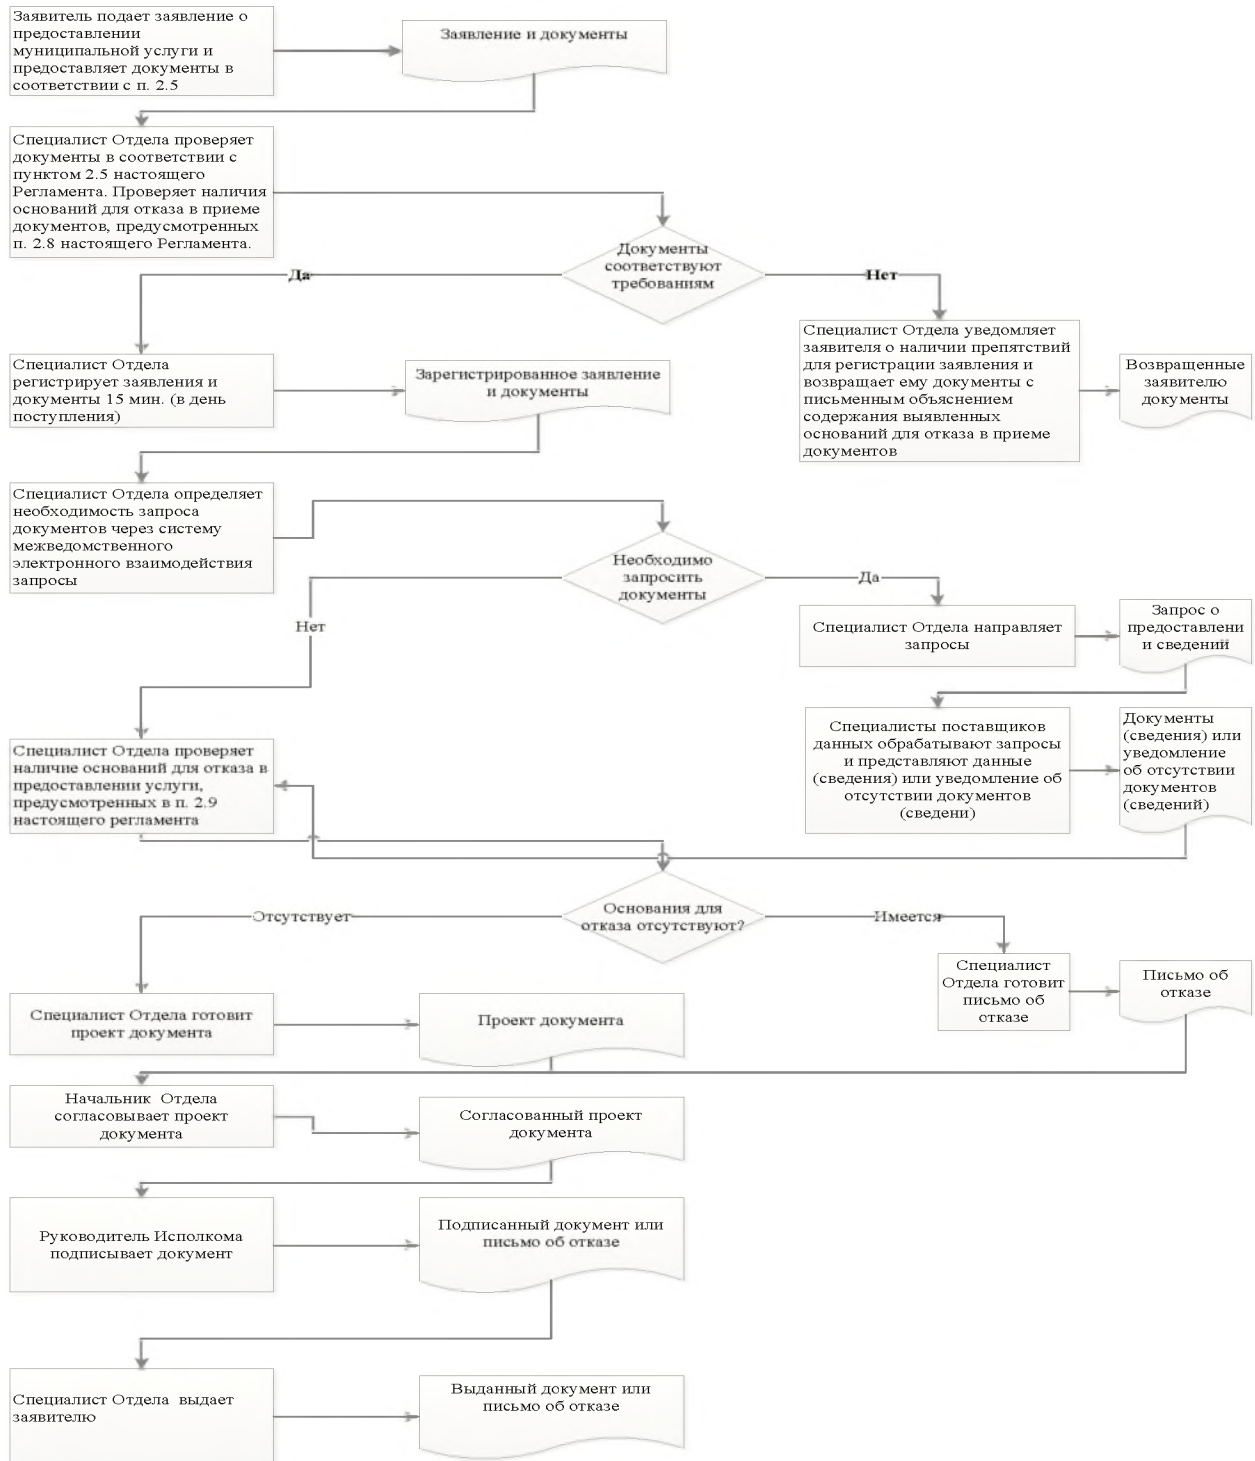 Заявитель подает заявление о
предоставлении
муниципальной услуги и
предоставляет документы в
соответствии с п. 2.5
Заявление и документы
Специалист Отдела проверяет
документы в соответствии с
пунктом 2.5 настоящего
Регламента. Проверяет наличия
оснований для отказа в приеме
документов, предусмотренных
п. 2.8 настоящего Регламента.
Документы
соответствуют
требованиям
Да
Нет
Специалист Отдела
регистрирует заявления и
документы 15 мин. (в день
поступления)
Зарегистрированное заявление
и документы
Специалист Отдела уведомляет
заявителя о наличии препятствий
для регистрации заявления и
возвращает ему документы с
письменным объяснением
содержания выявленных
оснований для отказа в приеме
документов
Возвращенные
заявителю
документы
Специалист Отдела определяет
необходимость запроса
документов через систему
межведомственного
электронного взаимодействия
запросы
Необходимо
запросить
документы
Да
Нет
Специалист Отдела направляет
запросы
Запрос о
предоставлени
и сведений
Специалисты поставщиков
данных обрабатывают запросы
и представляют данные
(сведения) или уведомление об
отсутствии документов
(сведени)
Документы
(сведения) или
уведомление
об отсутствии
документов
(сведений)
Специалист Отдела проверяет
наличие оснований для отказа в
предоставлении услуги,
предусмотренных в п. 2.9
настоящего регламента
Основания для
отказа отсутствуют?
Отсутствует
Имеется
Специалист Отдела готовит
проект документа
Проект документа
Специалист
Отдела готовит
письмо об
отказе
Письмо об
отказе
Начальник Отдела
согласовывает проект
документа
Согласованный проект
документа
Руководитель Исполкома
подписывает документ
Подписанный документ или
письмо об отказе
Специалист Отдела выдает
заявителю
Выданный документ или
письмо об отказе